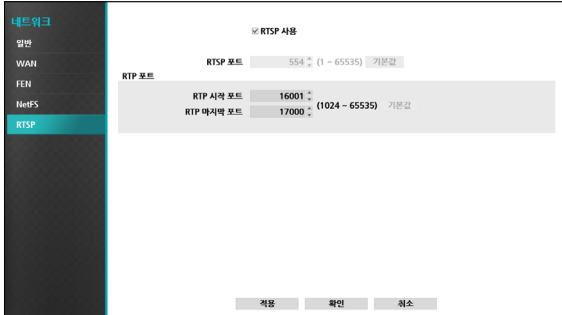 네트워크
일반
WAN
FEN
NetFS
RTSP
RTSP 사용
RTSP 포트 554 (1 ~ 65535) 기본값
RTP 포트
RTP 시작 포트 16001
(1024 ~ 65535) 기본값
RTP 마지막 포트 17000
적용 확인 취소